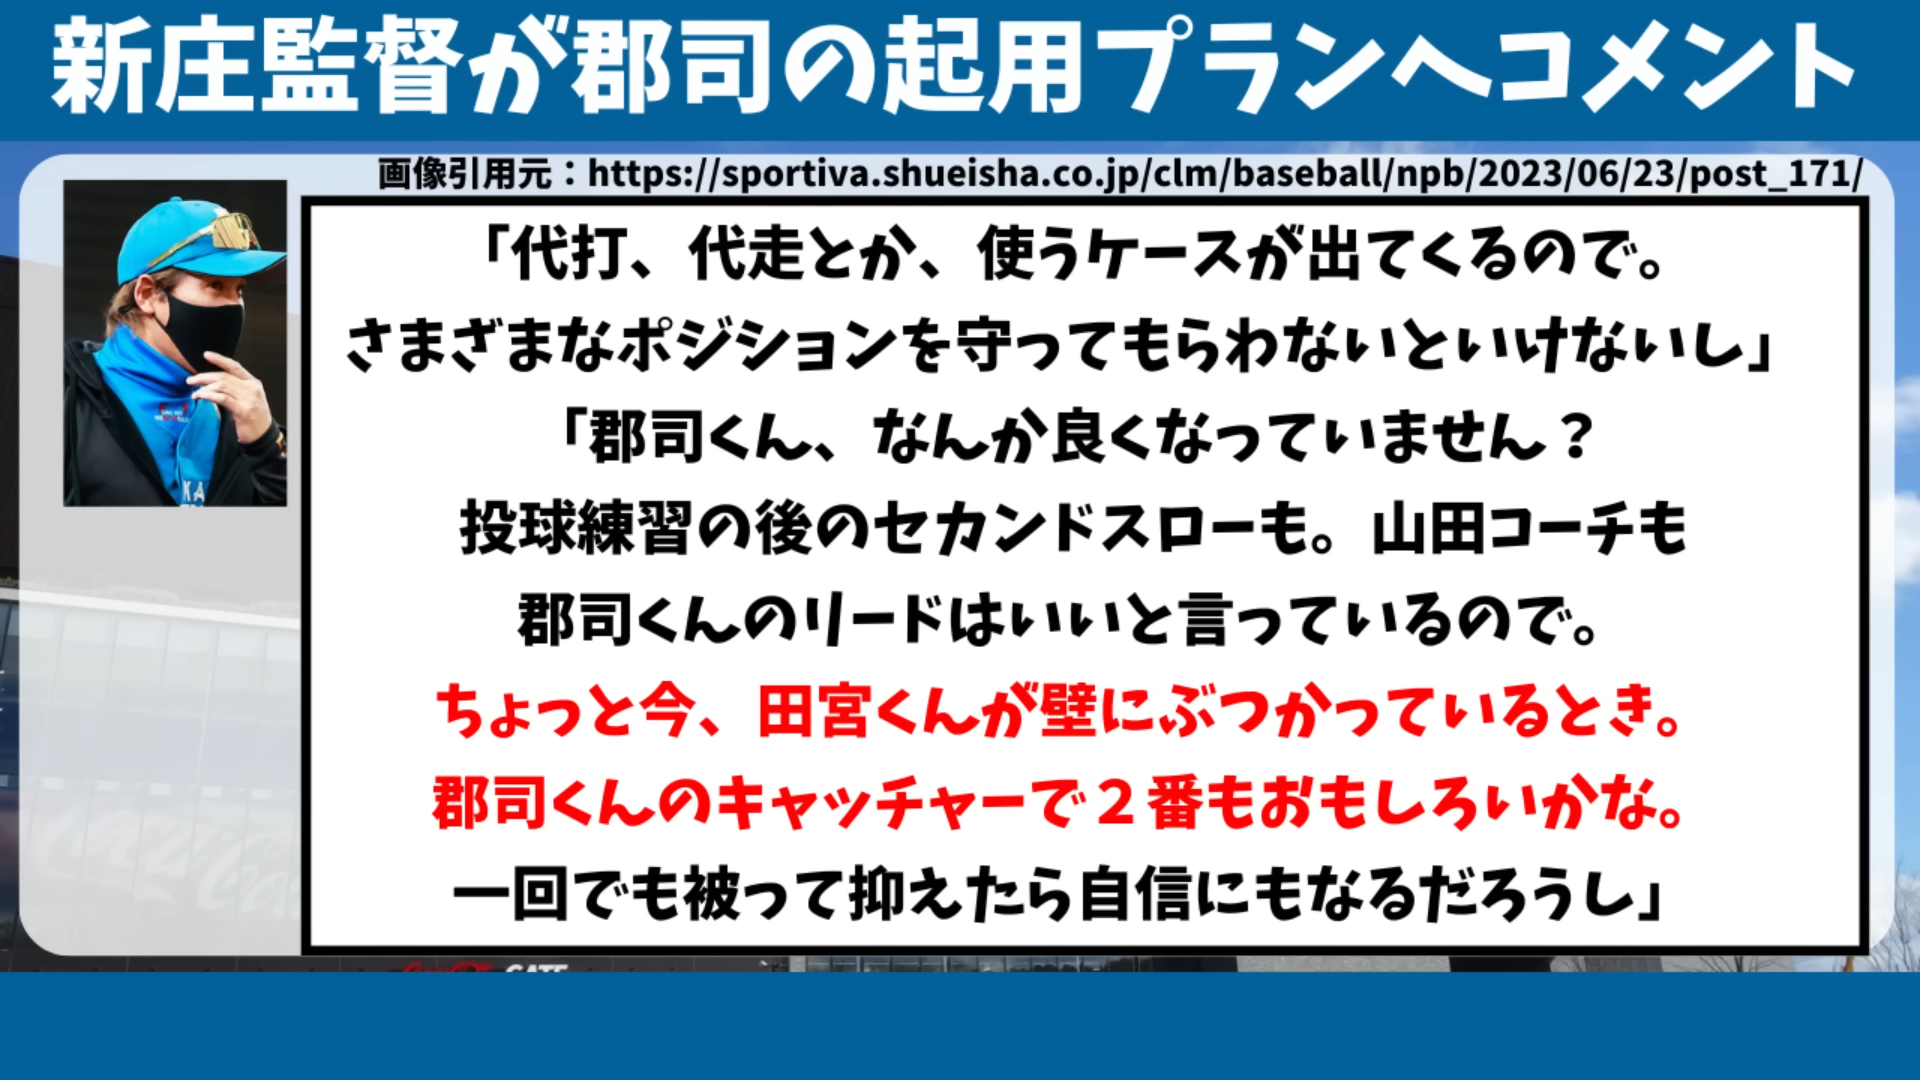 新庄監督が郡司の起用プランへコメント
画像引用元：https://sportiva.shueisha.co.jp/clm/baseball/npb/2023/06/23/post_171/
「代打、代走とか、使うケースが出てくるので。
さまざまなポジションを守ってもらわないといけないし」
「郡司くん、なんか良くなっていません？
投球練習の後のセカンドスローも。山田コーチも
郡司くんのリードはいいと言っているので。
ちょっと今、田宮くんが壁にぶつかっているとき。
郡司くんのキャッチャーで２番もおもしろいかな。
一回でも被って抑えたら自信にもなるだろうし」
KA
Coca-Cola
GATE